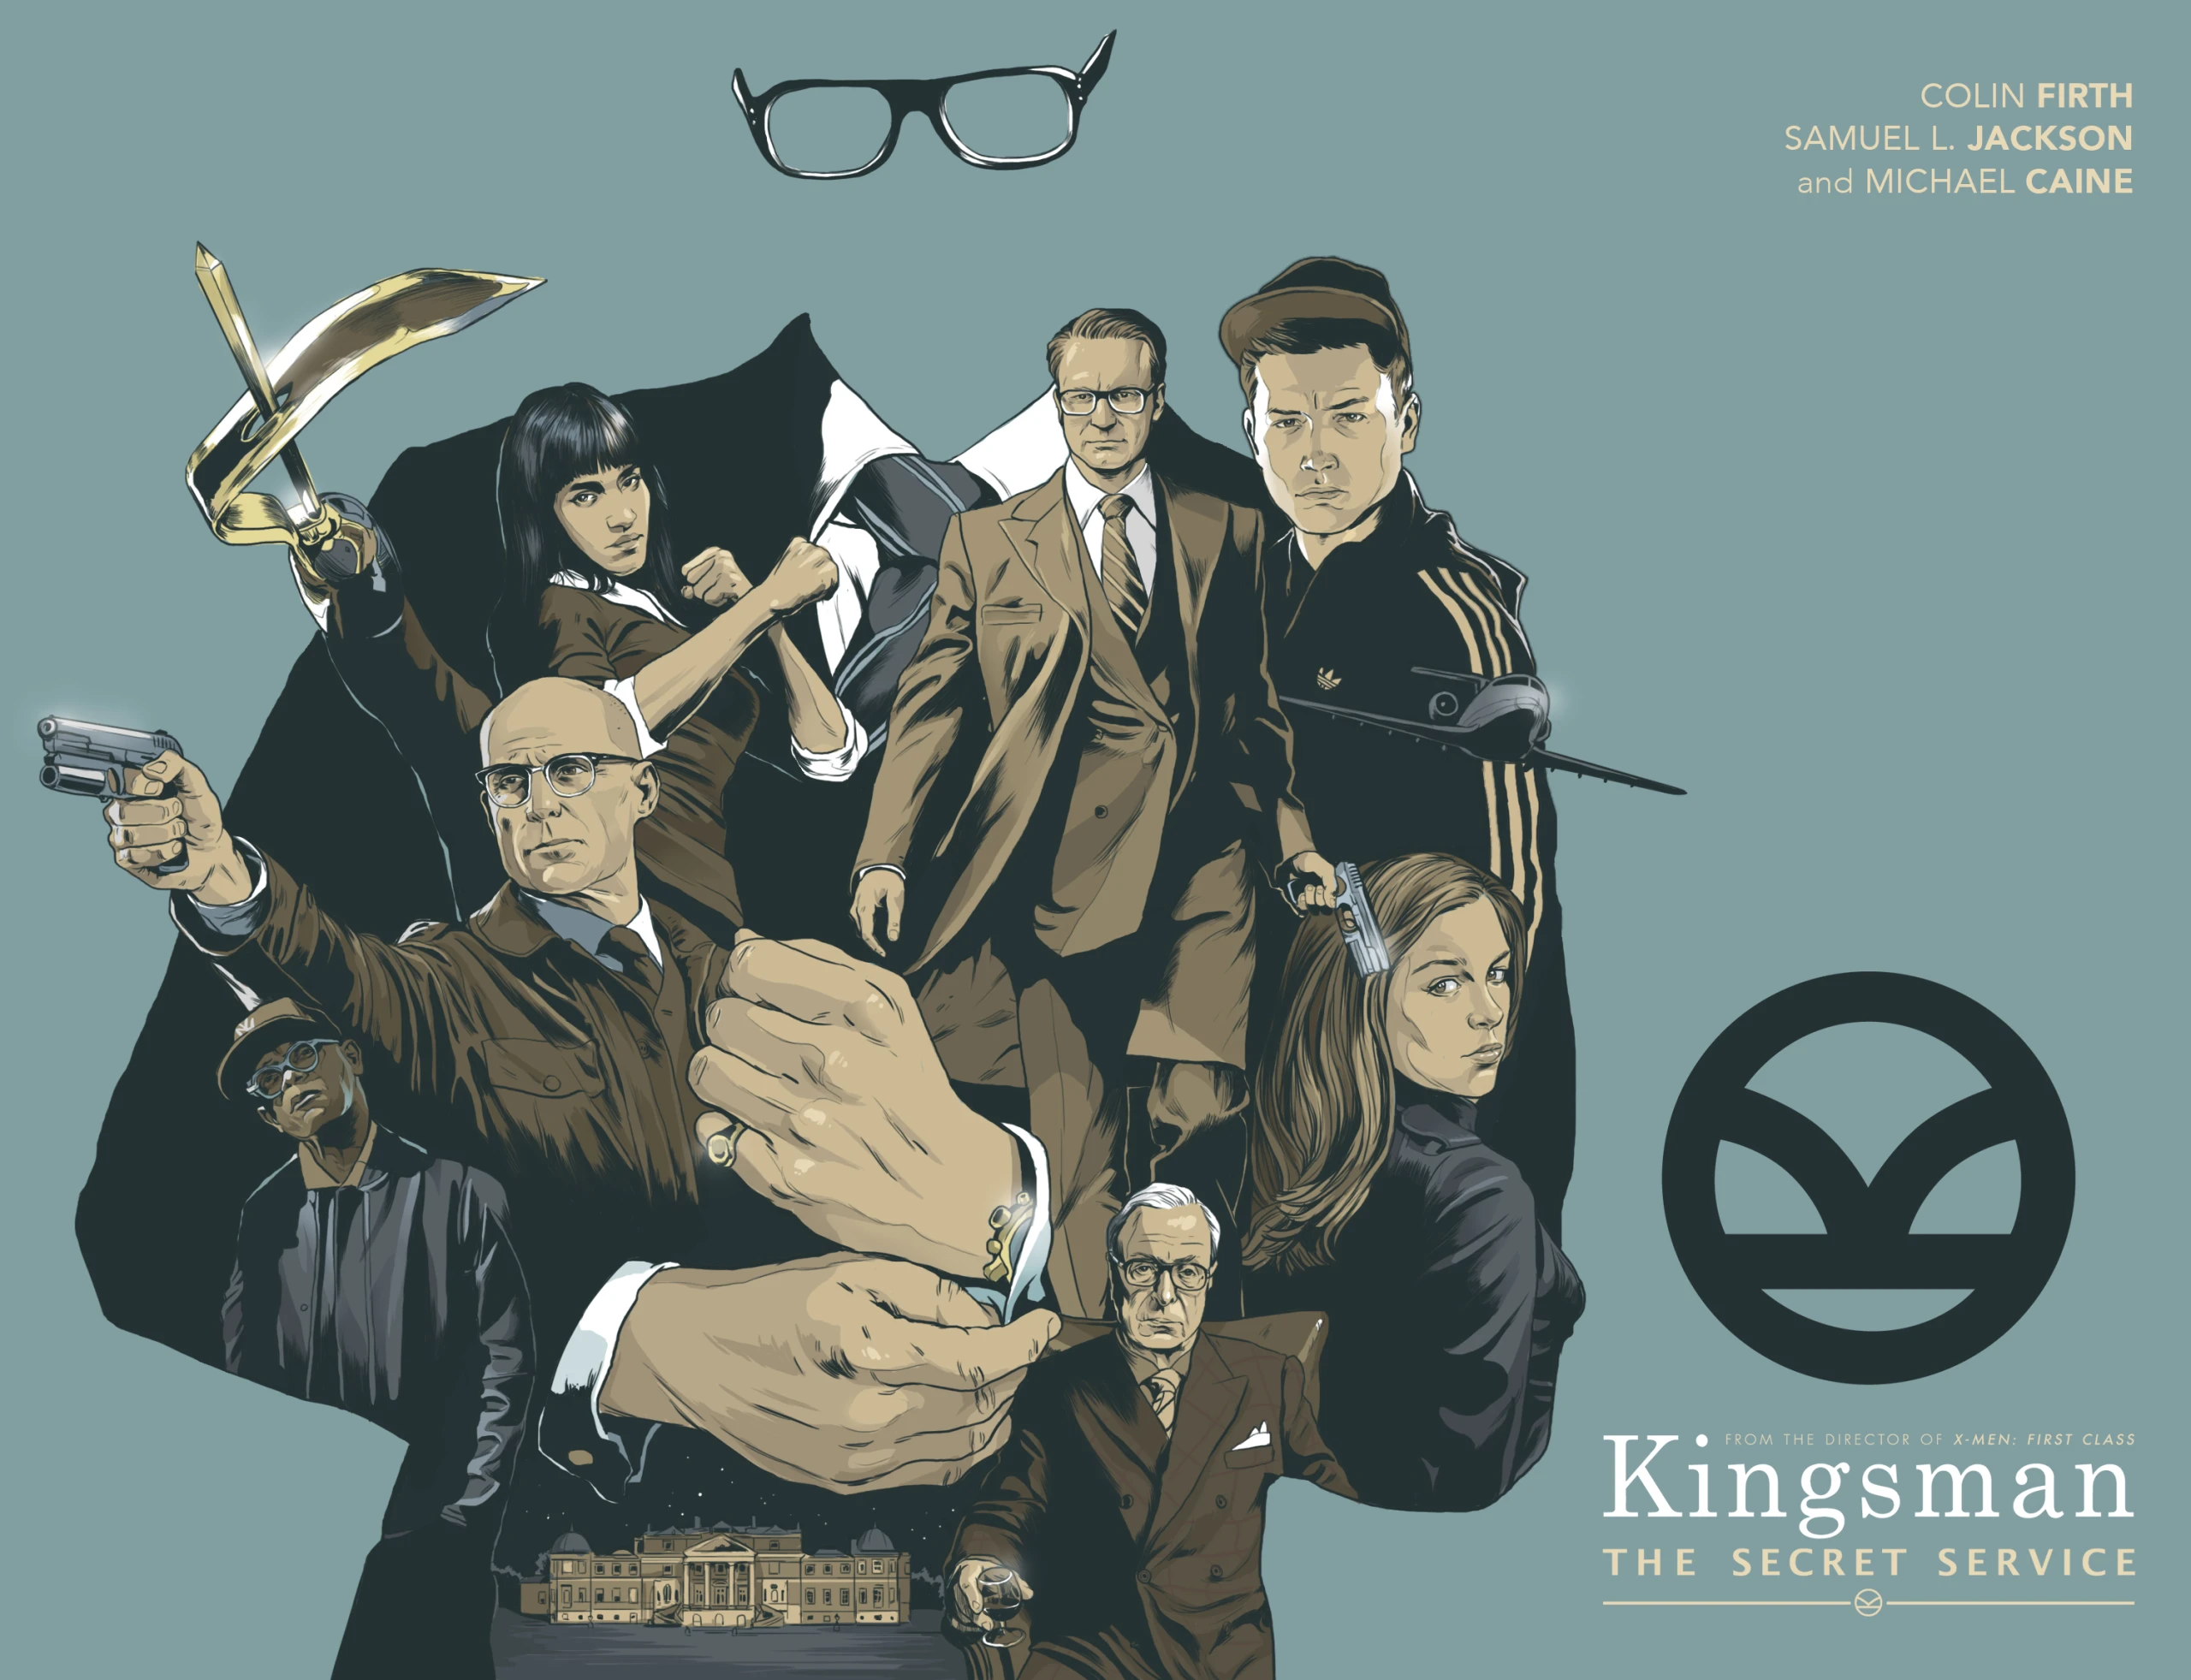 COLIN FIRTH
SAMUEL L. JACKSON
and MICHAEL CAINE
FROM THE DIRECTOR OF X-MEN: FIRST CLASS
Kingsman
THE SECRET SERVICE